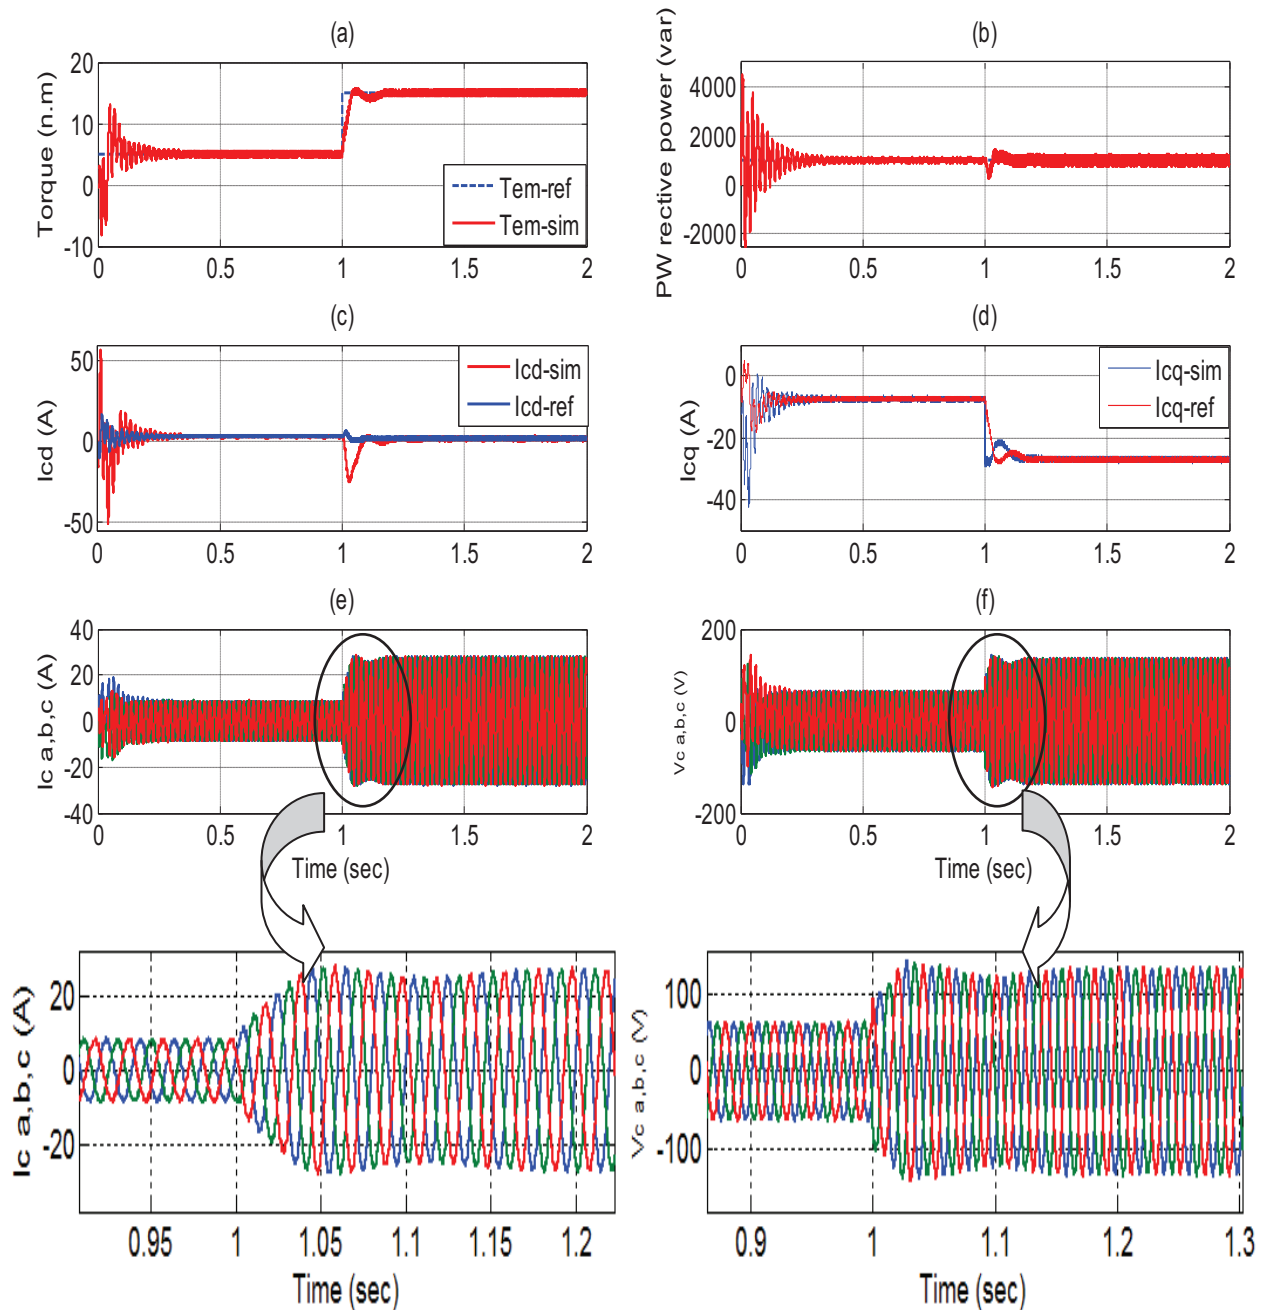 (a)
Torque (n.m)
20
10
0
-10
0
0.5
1
1.5
2
Tem-ref
Tem-sim
(b)
PW rective power (var)
4000
2000
0
-2000
0
0.5
1
1.5
2
(c)
Icd (A)
50
0
-50
0
0.5
1
1.5
2
Icd-sim
Icd-ref
(d)
Icq (A)
0
-20
-40
0
0.5
1
1.5
2
Icq-sim
Icq-ref
(e)
Ic a,b,c (A)
40
20
0
-20
-40
0
0.5
1
1.5
2
Time (sec)
(f)
Vc a,b,c (V)
200
0
-200
0
0.5
1
1.5
2
Time (sec)
Ic a,b,c (A)
20
0
-20
0.95
1
1.05
1.1
1.15
1.2
Time (sec)
Vc a,b,c (V)
100
0
-100
0.9
1
1.1
1.2
1.3
Time (sec)